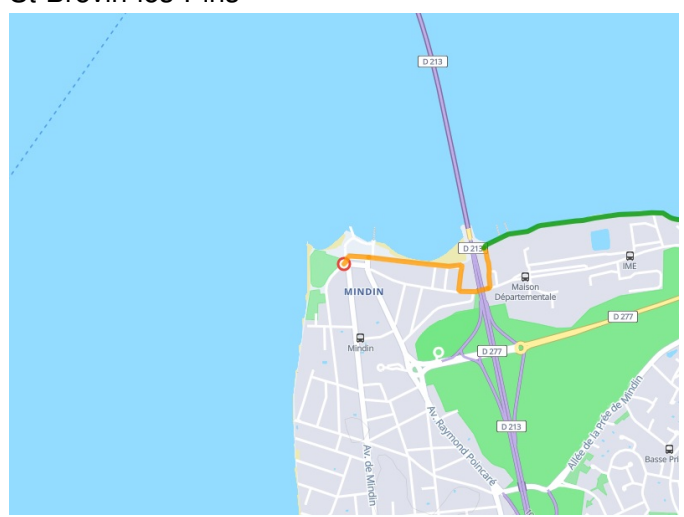 St-Brévin-les-Pins
D 213
D 213
Maison
Départementale
IME
MINDIN
D 277
Mindin
D 277
D 213
Av. Raymond Poincaré
Allée de la Prée de Mindin
Av. de Mindin
Basse Pri